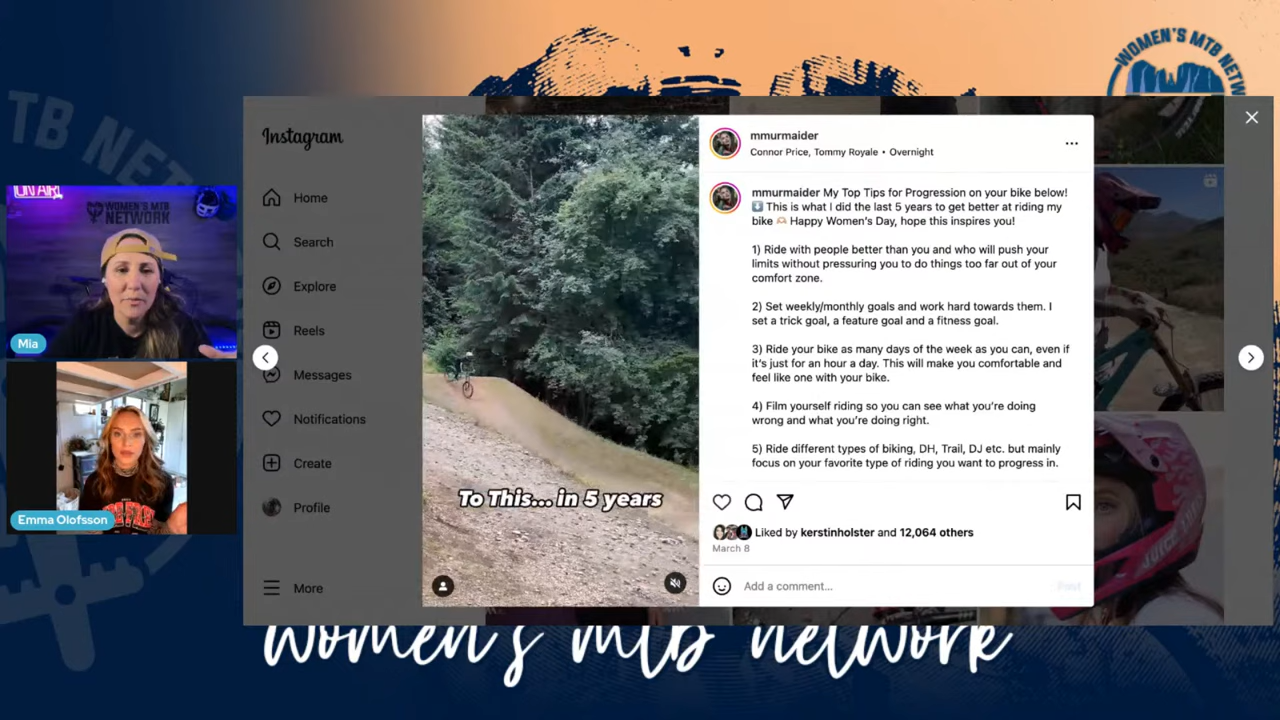 WOMEN'S MTB NETW
TB NET
ON AIR
WOMEN'S MTB
NETWORK
Mia
Emma Olofsson
Instagram
Home
Search
Explore
Reels
Messages
Notifications
Create
Profile
More
To This... in 5 years
mmurmaider
Connor Price, Tommy Royale • Overnight
mmurmaider My Top Tips for Progression on your bike below!
⬇️ This is what I did the last 5 years to get better at riding my
bike 🫶🏻 Happy Women's Day, hope this inspires you!
1) Ride with people better than you and who will push your
limits without pressuring you to do things too far out of your
comfort zone.
2) Set weekly/monthly goals and work hard towards them. I
set a trick goal, a feature goal and a fitness goal.
3) Ride your bike as many days of the week as you can, even if
it's just for an hour a day. This will make you comfortable and
feel like one with your bike.
4) Film yourself riding so you can see what you're doing
wrong and what you're doing right.
5) Ride different types of biking, DH, Trail, DJ etc. but mainly
focus on your favorite type of riding you want to progress in.
Liked by kerstinholster and 12,064 others
March 8
Add a comment...
Post
women's mtb network